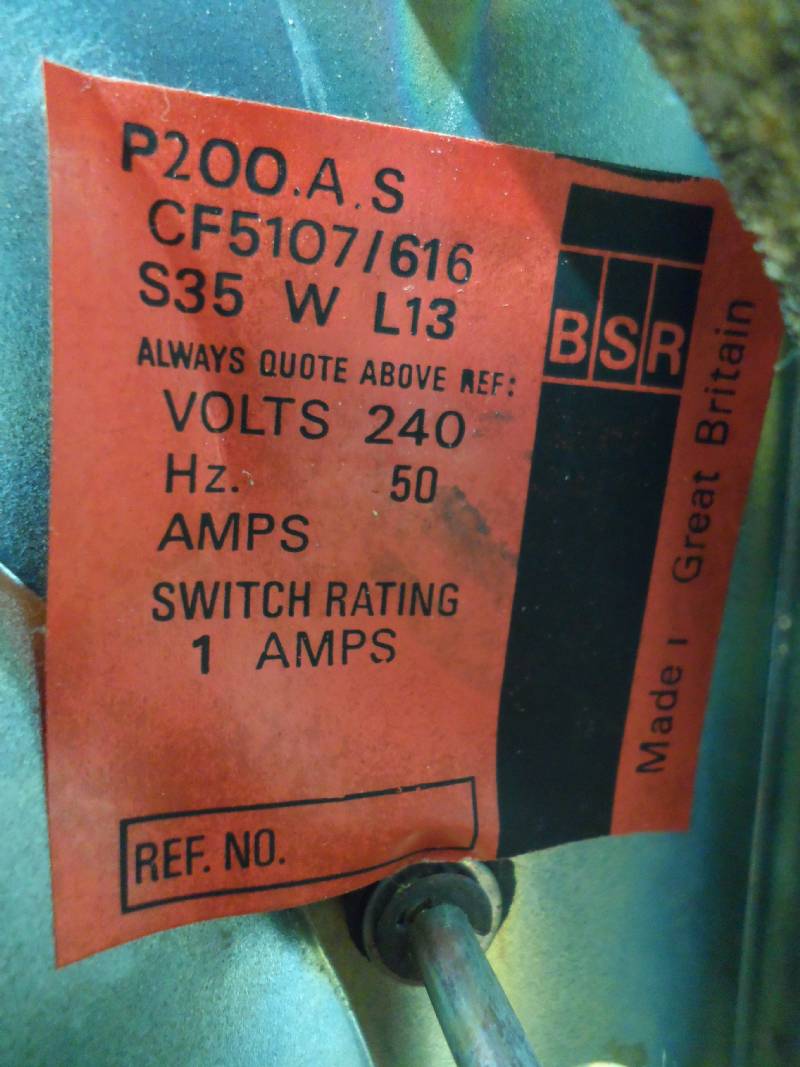 P200.A.S
CF5107/616
S35 W L13
ALWAYS QUOTE ABOVE REF:
VOLTS 240
Hz. 50
AMPS
SWITCH RATING
1 AMPS
REF. NO.
BSR
Made ı Great Britain